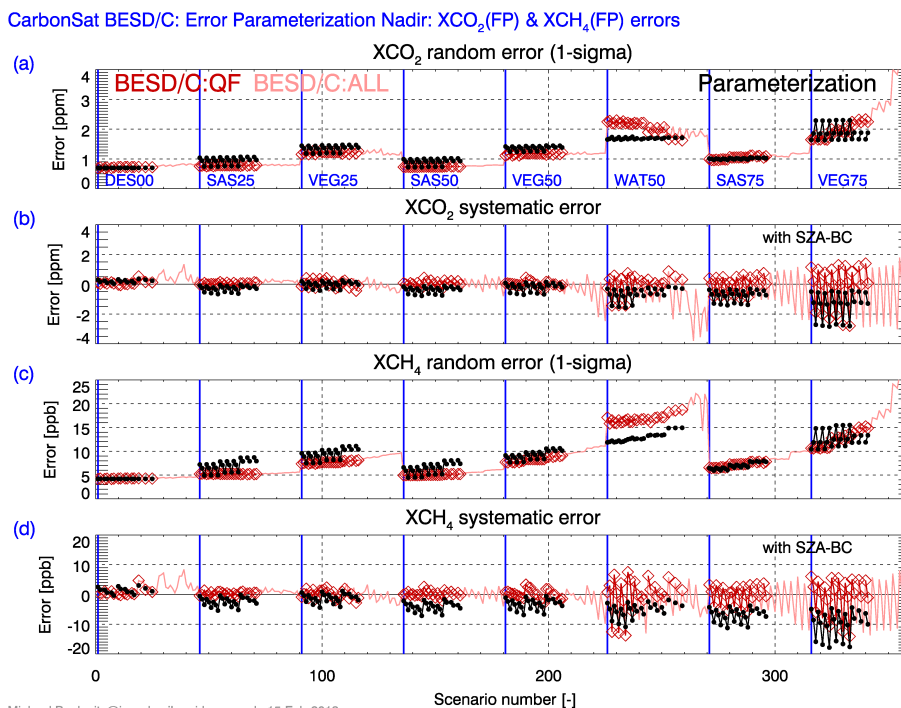 CarbonSat BESD/C: Error Parameterization Nadir: XCO₂(FP) & XCH₄(FP) errors
(a)
XCO₂ random error (1-sigma)
BESD/C:QF BESD/C:ALL
Parameterization
Error [ppm]
4
3
2
1
0
DES00 SAS25 VEG25 SAS50 VEG50 WAT50 SAS75 VEG75
(b)
XCO₂ systematic error
with SZA-BC
Error [ppm]
4
2
0
-2
-4
(c)
XCH₄ random error (1-sigma)
Error [ppb]
25
20
15
10
5
0
(d)
XCH₄ systematic error
with SZA-BC
Error [ppb]
20
10
0
-10
-20
0 100 200 300
Scenario number [-]